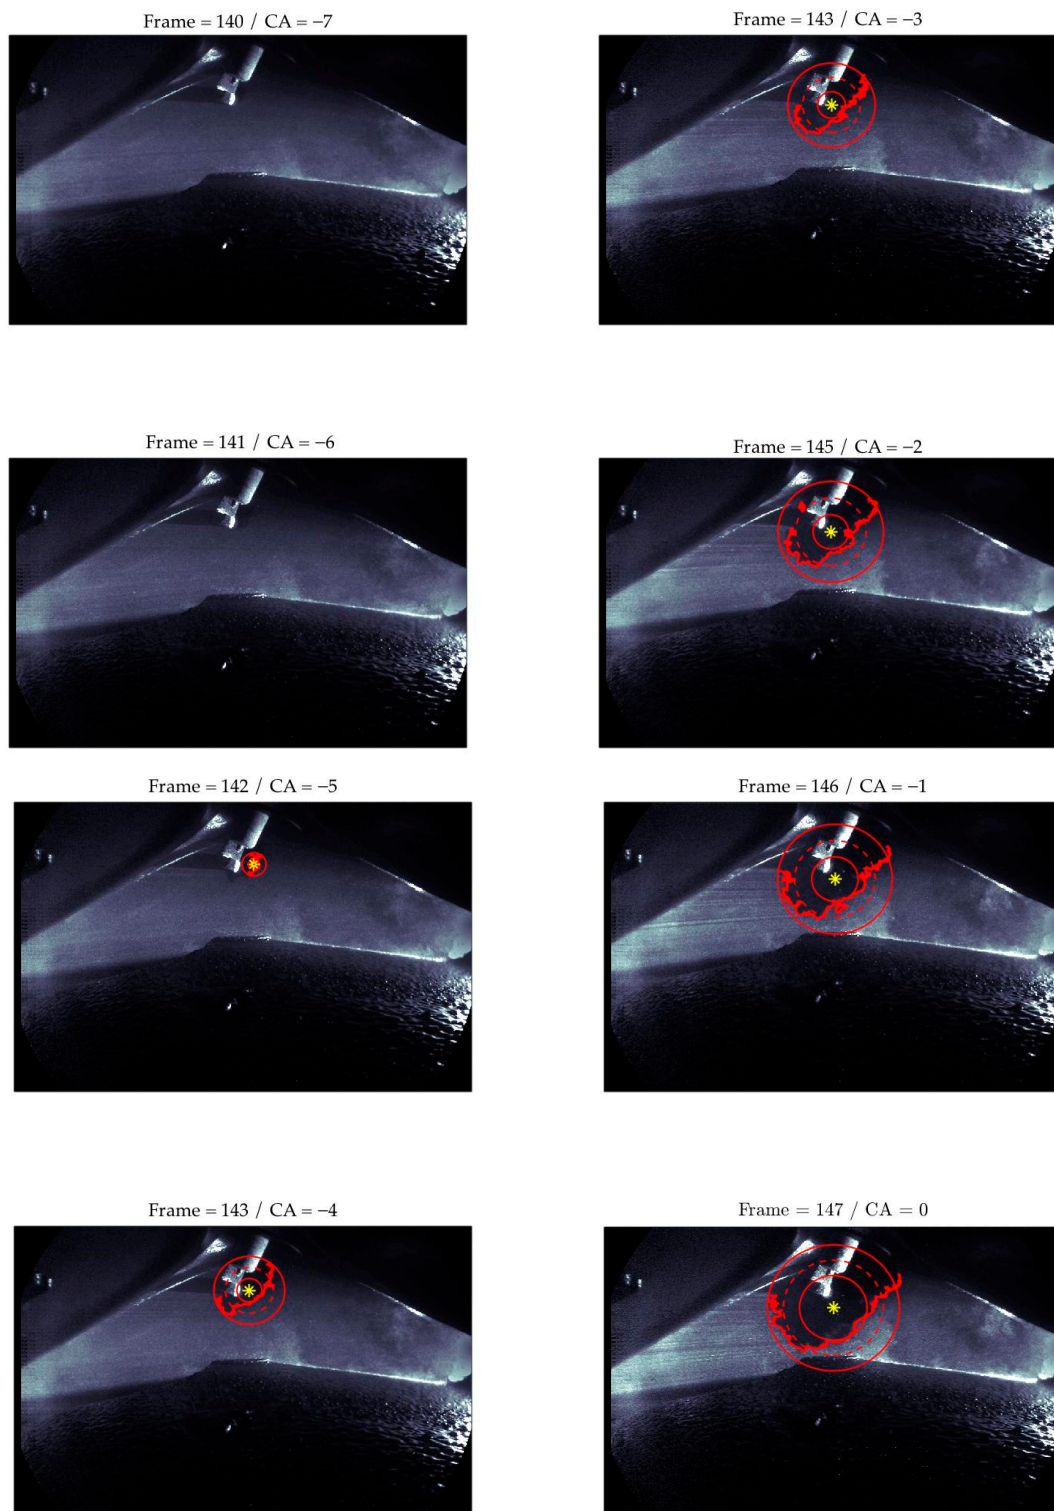 Frame = 140 / CA = −7
Frame = 143 / CA = −3
Frame = 141 / CA = −6
Frame = 145 / CA = −2
Frame = 142 / CA = −5
Frame = 146 / CA = −1
Frame = 143 / CA = −4
Frame = 147 / CA = 0